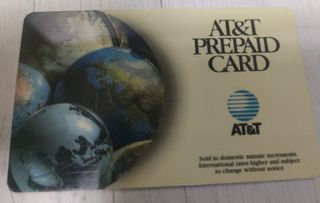 AT&T
PREPAID
CARD
AT&T
Sold in domestic minute increments.
International rates higher and subject
to change without notice.